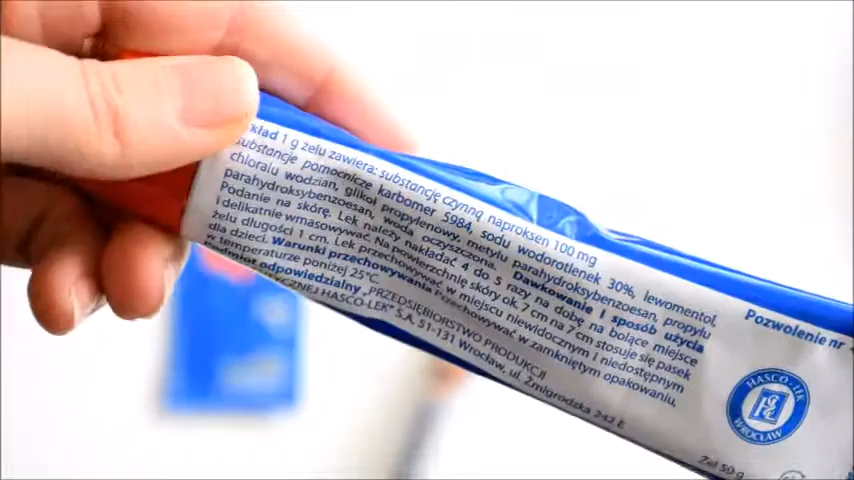 kład 1 g żelu zawiera: substancję czynną naproksen 100 mg
substancje pomocnicze karbomer 5984, sodu wodorotlenek 30%, lewomentol,
chloralu wodzian, glikol propylenowy, metylu parahydroksybenzoesan, propylu
parahydroksybenzoesan, woda oczyszczona. Dawkowanie i sposób użycia
Podanie na skórę. Lek należy nakładać 4 do 5 razy na dobę na bolące miejsce
i delikatnie wmasowywać. Na powierzchnię skóry ok. 7 cm na 7 cm stosuje się pasek
żelu długości 1 cm. Lek przechowywać w miejscu niewidocznym i niedostępnym
dla dzieci. Warunki przechowywania Przechowywać w zamkniętym opakowaniu,
w temperaturze poniżej 25°C.
Podmiot odpowiedzialny „PRZEDSIĘBIORSTWO PRODUKCJI
HASCO-LEK" S.A., 51-131 Wrocław, ul. Żmigrodzka 242 E
Pozwolenie nr
HASCO-LEK
WROCŁAW
Żel 50 g